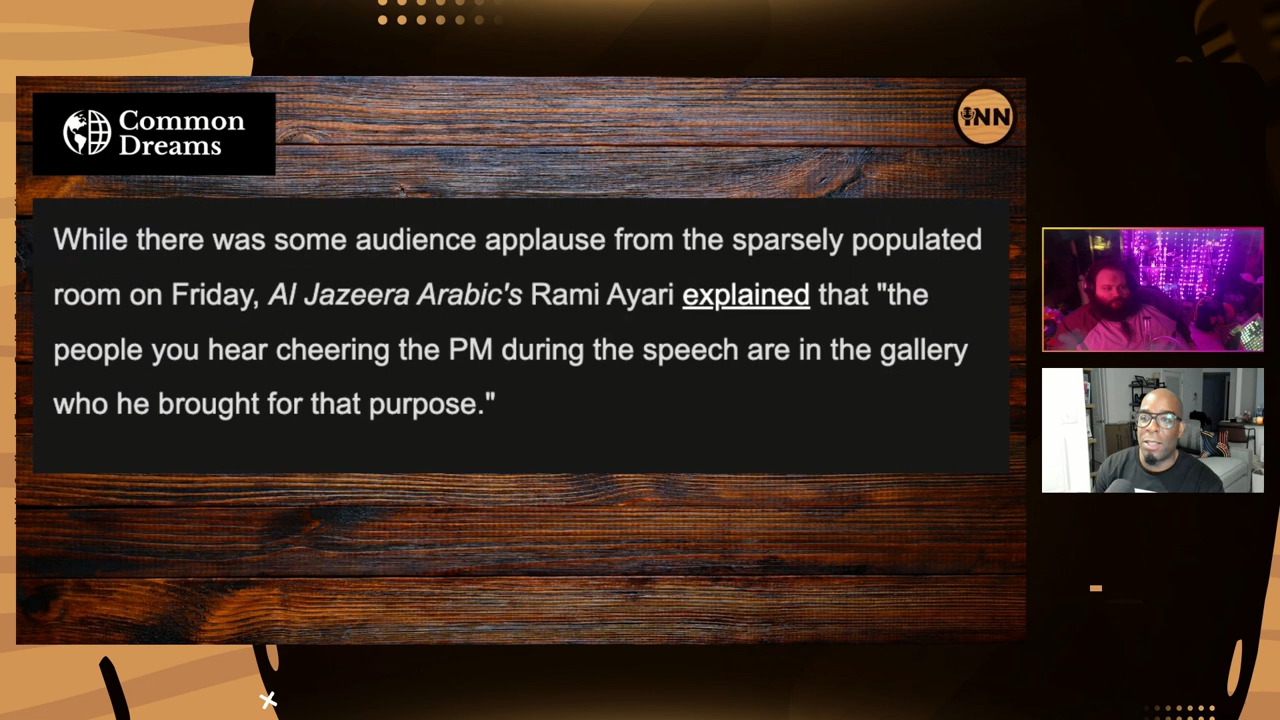 Common
Dreams
iNN
While there was some audience applause from the sparsely populated
room on Friday, Al Jazeera Arabic's Rami Ayari explained that "the
people you hear cheering the PM during the speech are in the gallery
who he brought for that purpose."